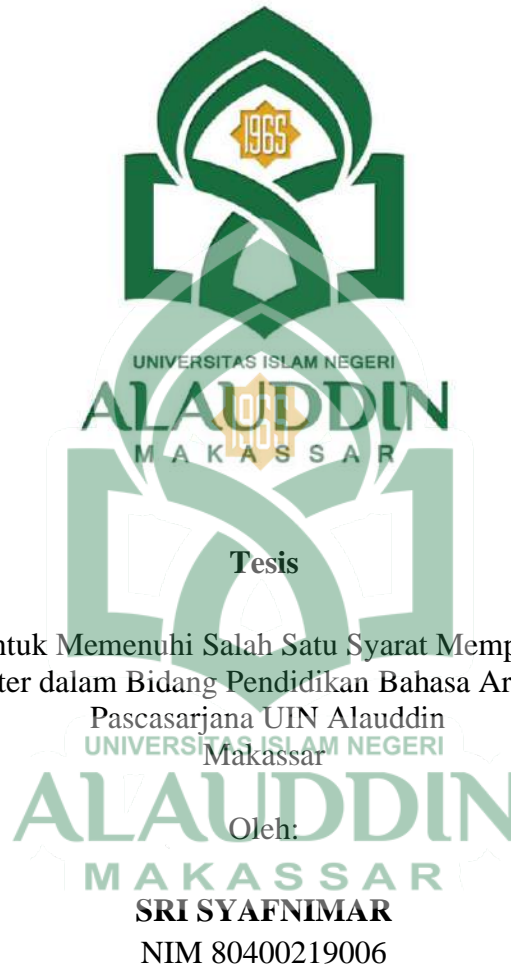 1965
UNIVERSITAS ISLAM NEGERI
ALAUDDIN
MAKASSAR
1965
Tesis
ntuk Memenuhi Salah Satu Syarat Memp
ter dalam Bidang Pendidikan Bahasa Ar
Pascasarjana UIN Alauddin
UNIVERSITAS ISLAM NEGERI
Makassar
ALAUDDIN
Oleh:
MAKASSAR
SRI SYAFNIMAR
NIM 80400219006